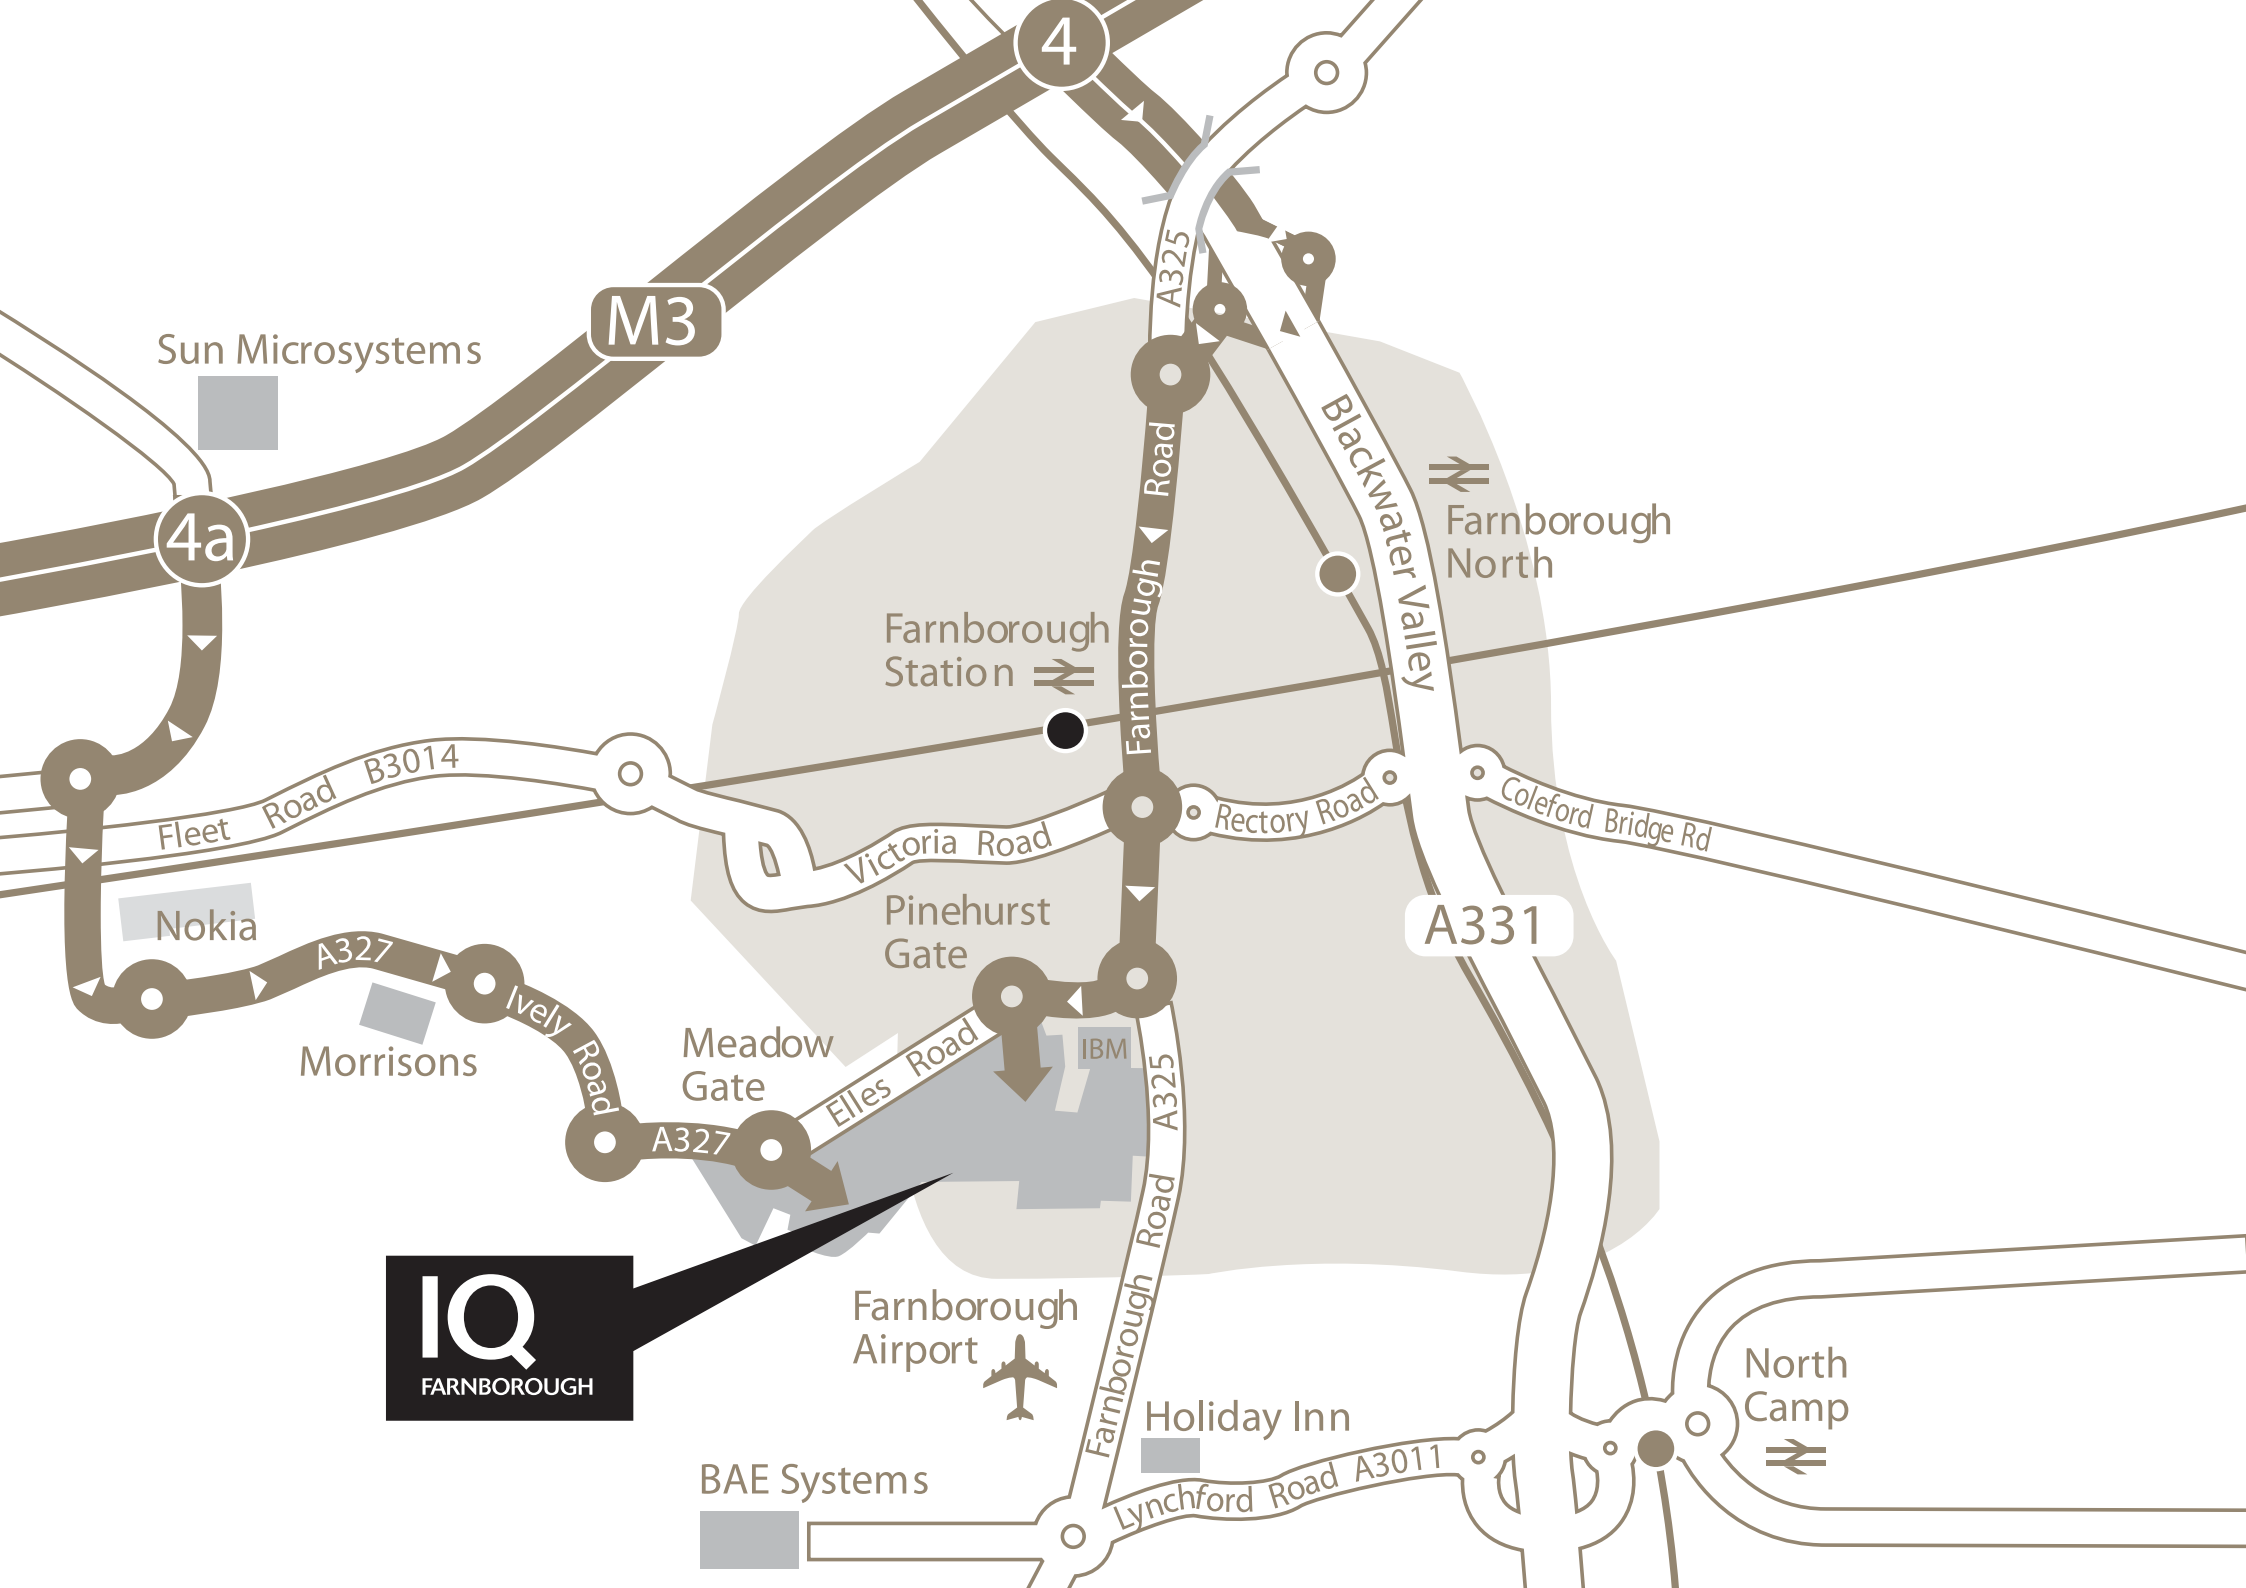 4
A325
M3
Sun Microsystems
Blackwater Valley
Farnborough Road
Farnborough
North
4a
Farnborough
Station
Fleet Road B3014
Victoria Road
Rectory Road
Coleford Bridge Rd
Pinehurst
Gate
A331
Nokia
A327
Ively Road
Morrisons
Meadow
Gate
A327
Elles Road
IBM
A325
Farnborough Road
IQ
FARNBOROUGH
Farnborough
Airport
North
Camp
Holiday Inn
Lynchford Road A3011
BAE Systems